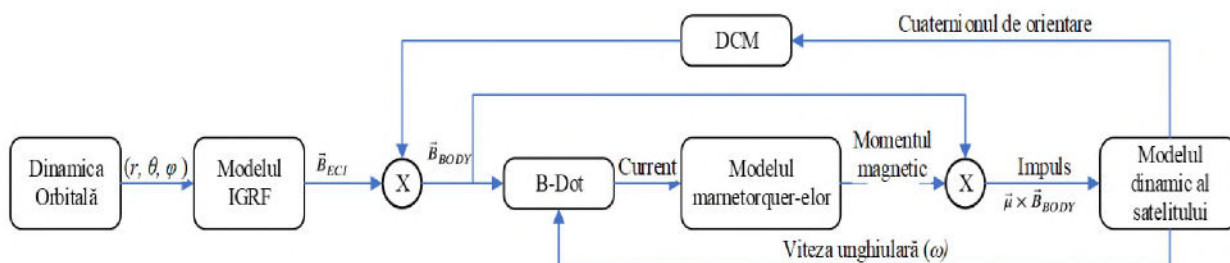 Cuaternionul de orientare
DCM
Dinamica
Orbitală
(r, θ, φ)
Modelul
IGRF
B⃗ECI
X
B⃗BODY
B-Dot
Current
Modelul
marnetorquer-elor
Momentul
magnetic
X
Impuls
μ⃗ × B⃗BODY
Modelul
dinamic al
satelitului
Viteza unghiulară (ω)